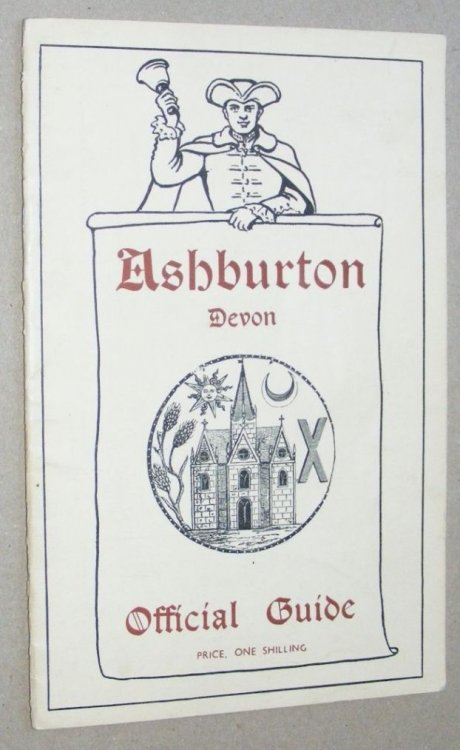 Ashburton
Devon
Official Guide
PRICE, ONE SHILLING